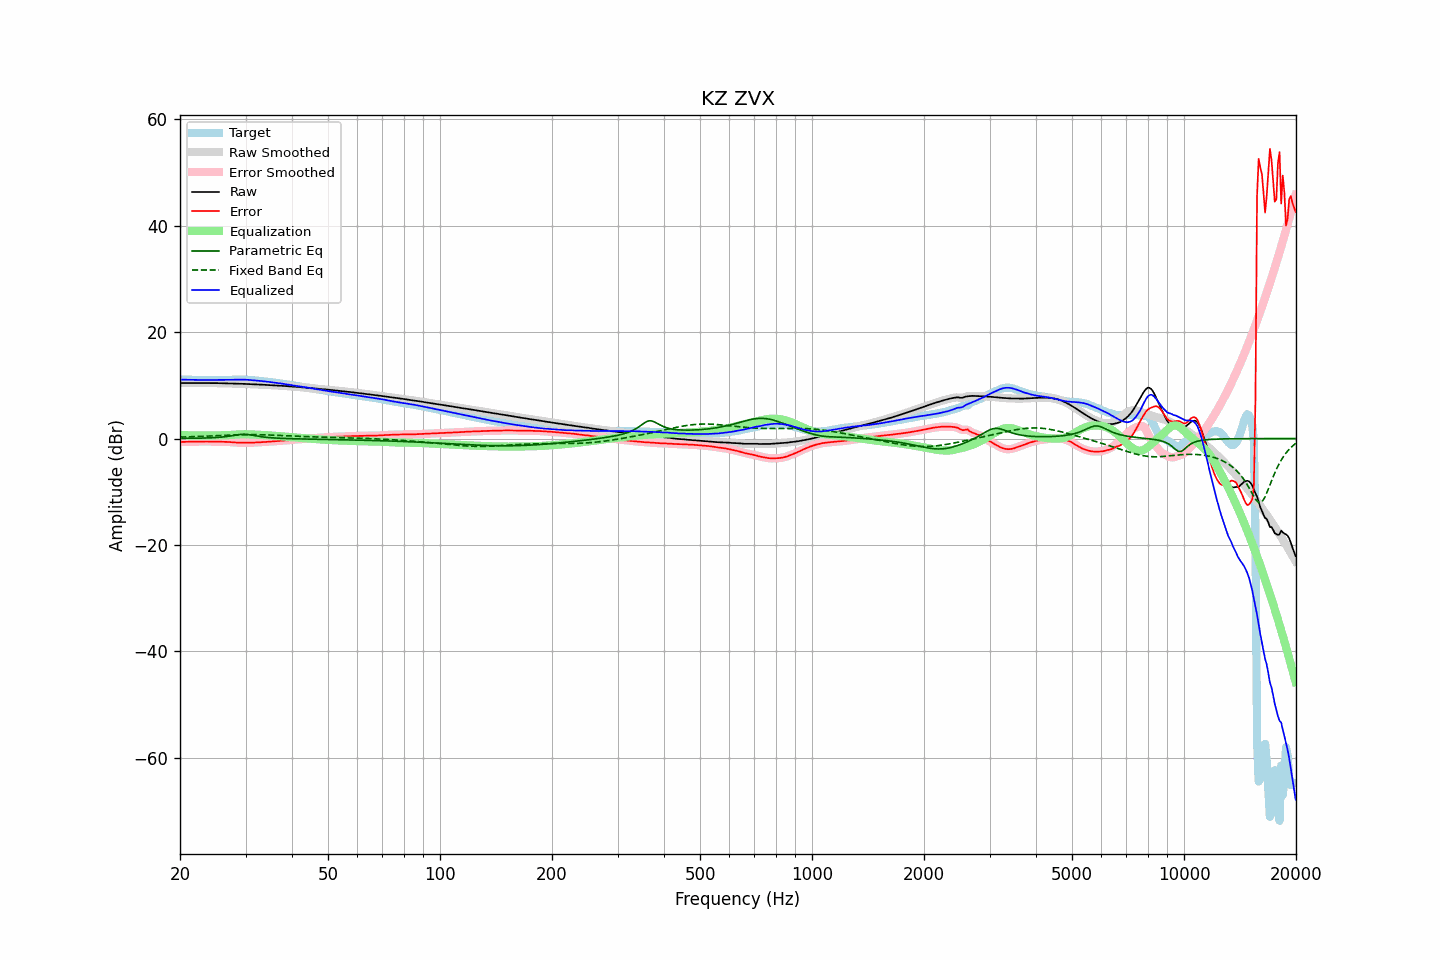 KZ ZVX
60
40
20
0
−20
−40
−60
Amplitude (dBr)
Target
Raw Smoothed
Error Smoothed
Raw
Error
Equalization
Parametric Eq
Fixed Band Eq
Equalized
20
50
100
200
500
1000
2000
5000
10000
20000
Frequency (Hz)